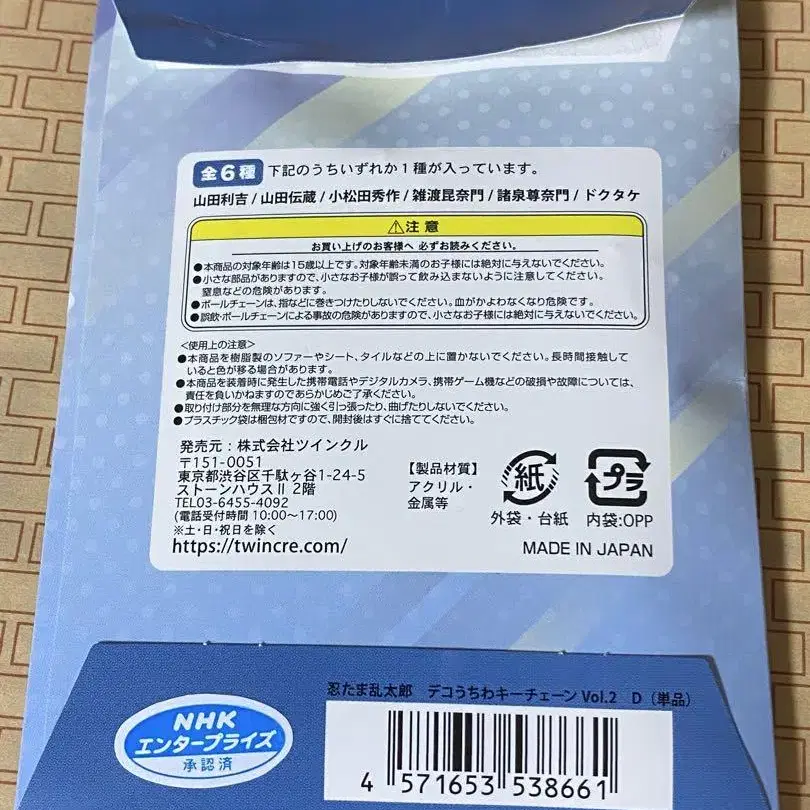 全6種 下記のうちいずれか1種が入っています。
山田利吉/山田伝蔵/小松田秀作/雑渡昆奈門/諸泉尊奈門/ドクタケ
⚠注意
お買い上げのお客様へ 必ずお読みください。
●本商品の対象年齢は15歳以上です。対象年齢未満のお子様には絶対に与えないでください。
●小さな部品がありますので、小さなお子様が誤って飲み込まないように注意してください。
窒息などの危険があります。
●ボールチェーンは、指などに巻きつけたりしないでください。血がかよわなくなり危険です。
●誤飲・ボールチェーンによる事故の危険がありますので、小さなお子様には絶対に与えないでください。
<使用上の注意>
●本商品を樹脂製のソファーやシート、タイルなどの上に置かないでください。長時間接触して
いると色が移る場合があります。
●本商品を装着時に発生した携帯電話やデジタルカメラ、携帯ゲーム機などの破損や故障については、
責任を負いかねますのであらかじめご了承ください。
●取り付け部分を無理な方向に強く引っ張ったり、曲げたりしないでください。
●プラスチック袋は梱包材ですので、開封後はすぐに捨ててください。
発売元:株式会社ツインクル
〒151-0051
東京都渋谷区千駄ヶ谷1-24-5
ストーンハウスⅡ 2階
TEL03-6455-4092
(電話受付時間 10:00~17:00)
※土・日・祝日を除く
https://twincre.com/
【製品材質】
アクリル・
金属等
紙
外袋・台紙
プラ
内袋:OPP
MADE IN JAPAN
NHK
エンタープライズ
承認済
忍たま乱太郎 デコうちわキーチェーン Vol.2 D(単品)
4 571653 538661